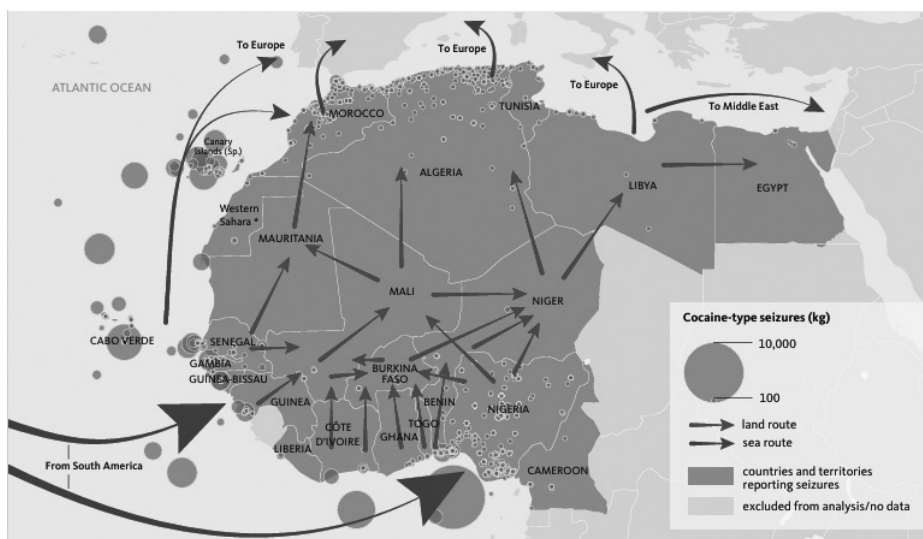 To Europe
To Europe
To Europe
To Middle East
ATLANTIC OCEAN
TUNISIA
MOROCCO
Canary
Islands (Sp.)
ALGERIA
LIBYA
EGYPT
Western
Sahara *
MAURITANIA
MALI
NIGER
CABO VERDE
SENEGAL
GAMBIA
GUINEA-BISSAU
BURKINA
FASO
GUINEA
BENIN
NIGERIA
CÔTE
D'IVOIRE
TOGO
GHANA
LIBERIA
CAMEROON
From South America
Cocaine-type seizures (kg)
10,000
100
land route
sea route
countries and territories
reporting seizures
excluded from analysis/no data